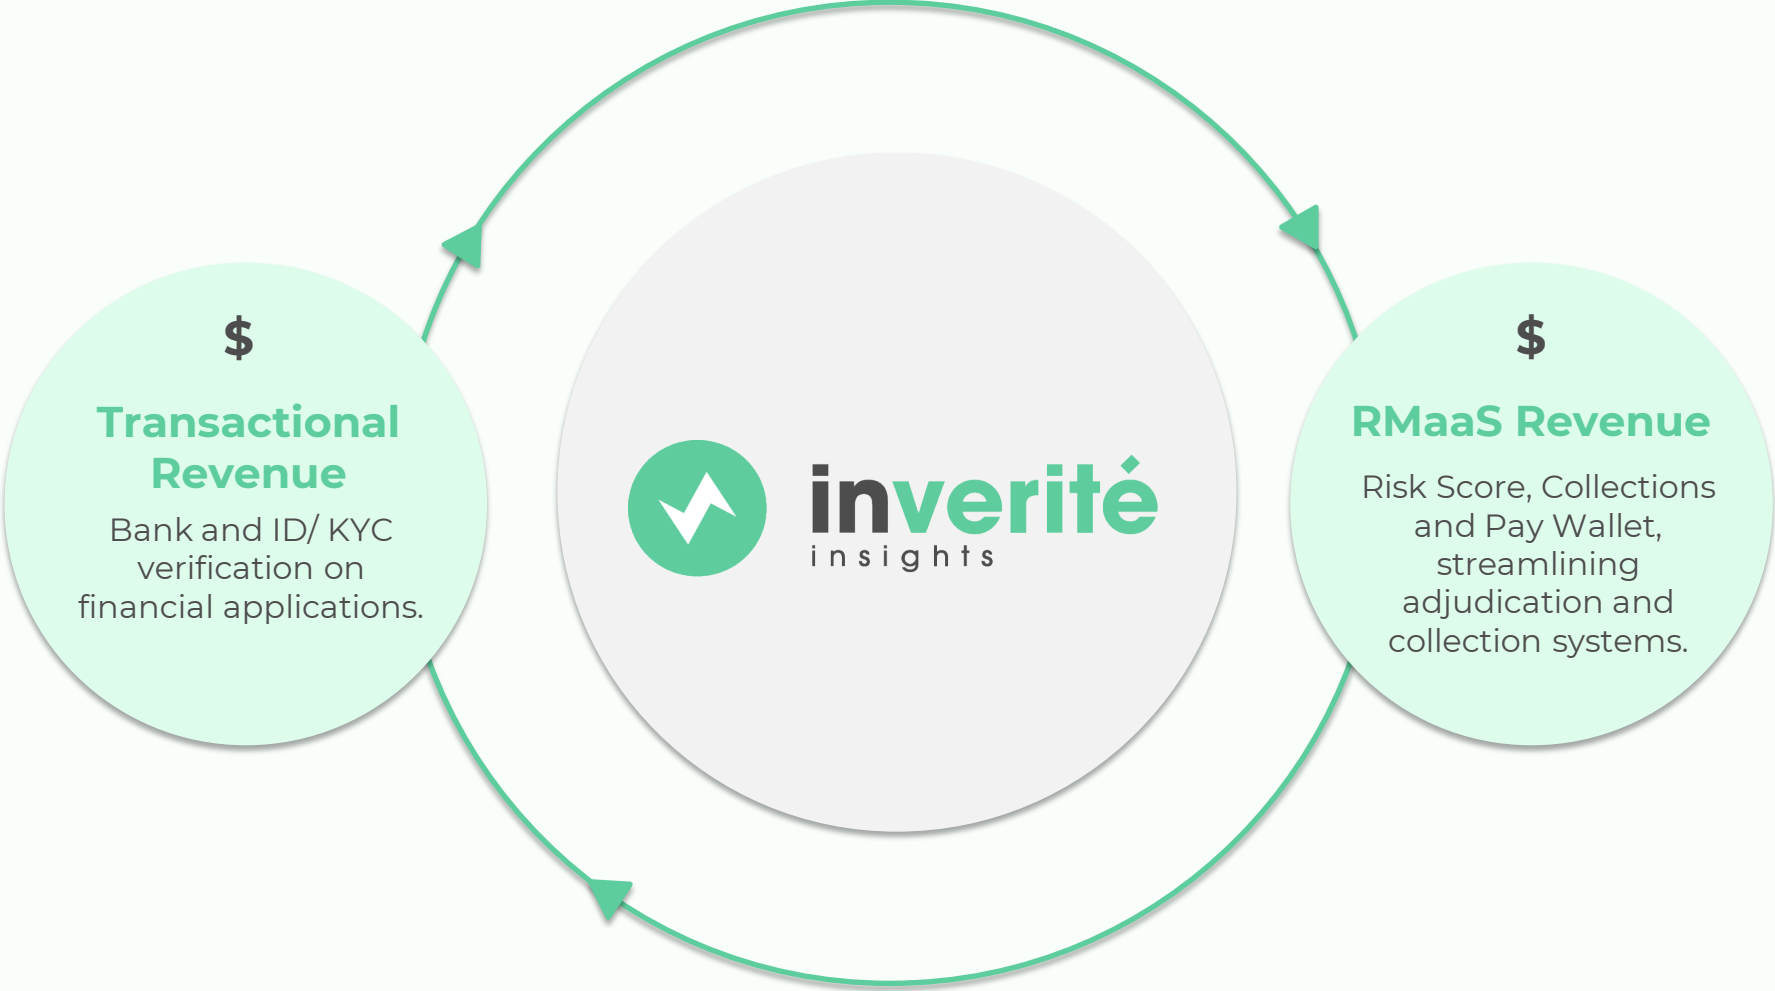 $
Transactional
Revenue
Bank and ID/ KYC
verification on
financial applications.
inverité
insights
$
RMaaS Revenue
Risk Score, Collections
and Pay Wallet,
streamlining
adjudication and
collection systems.